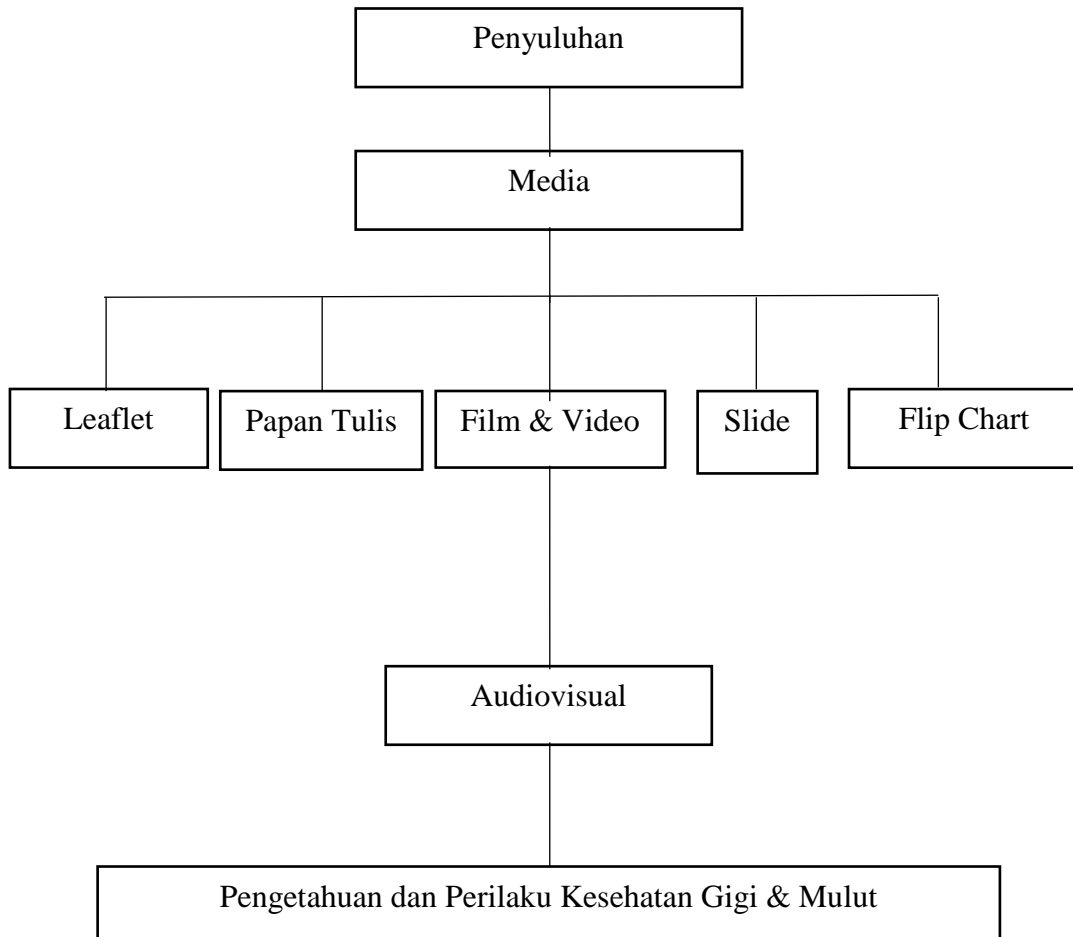 Penyuluhan
Media
Leaflet
Papan Tulis
Film & Video
Slide
Flip Chart
Audiovisual
Pengetahuan dan Perilaku Kesehatan Gigi & Mulut